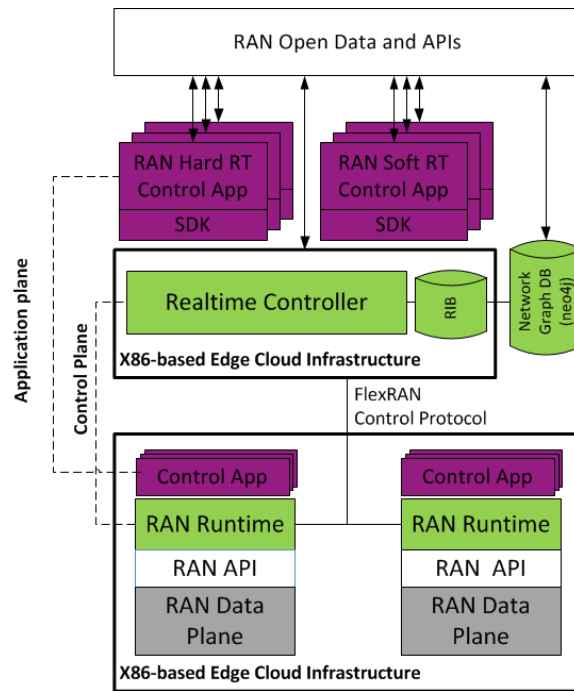 RAN Open Data and APIs
RAN Hard RT
Control App
SDK
RAN Soft RT
Control App
SDK
Application plane
Control Plane
Realtime Controller
RIB
Network
Graph DB
(neo4j)
X86-based Edge Cloud Infrastructure
FlexRAN
Control Protocol
Control App
RAN Runtime
RAN API
RAN Data
Plane
Control App
RAN Runtime
RAN API
RAN Data
Plane
X86-based Edge Cloud Infrastructure